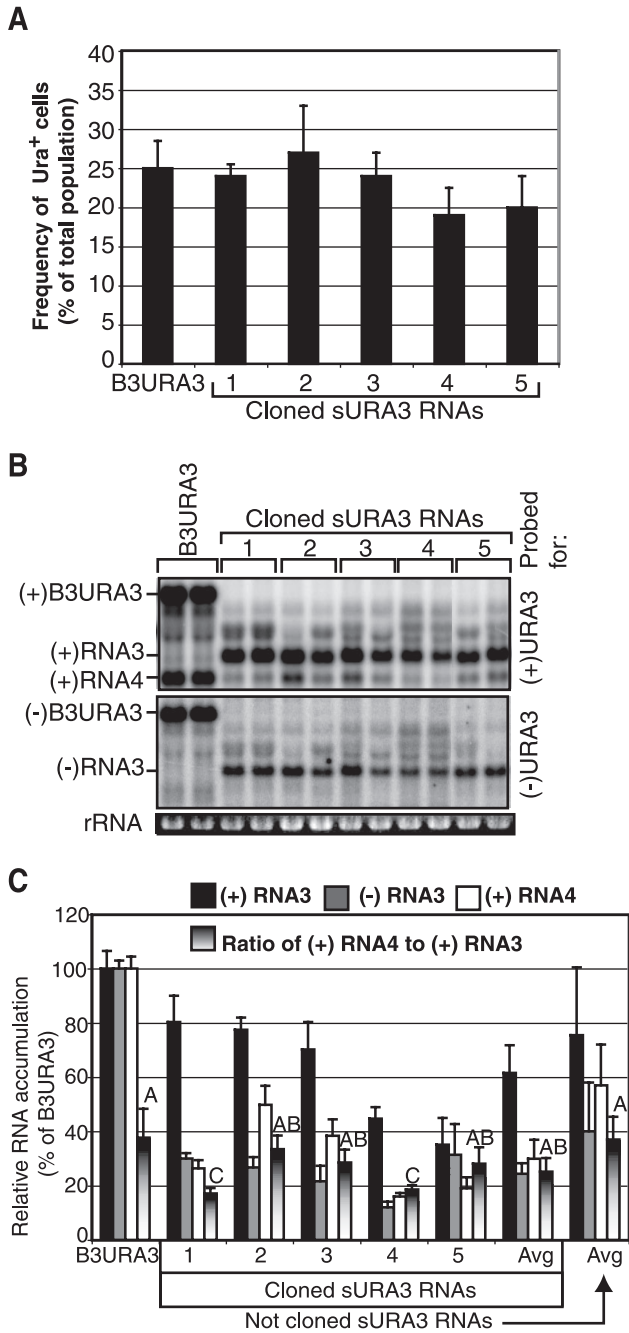 A
Frequency of Ura+ cells
(% of total population)
40
35
30
25
20
15
10
5
0
B3URA3 1 2 3 4 5
Cloned sURA3 RNAs
B
B3URA3
Cloned sURA3 RNAs
1 2 3 4 5
Probed
for:
(+)B3URA3
(+)RNA3
(+)RNA4
(+)URA3
(-)B3URA3
(-)RNA3
(-)URA3
rRNA
C
(+) RNA3 (-) RNA3 (+) RNA4
Ratio of (+) RNA4 to (+) RNA3
Relative RNA accumulation
(% of B3URA3)
120
100
80
60
40
20
0
A C AB AB C AB AB A
B3URA3 1 2 3 4 5 Avg Avg
Cloned sURA3 RNAs
Not cloned sURA3 RNAs